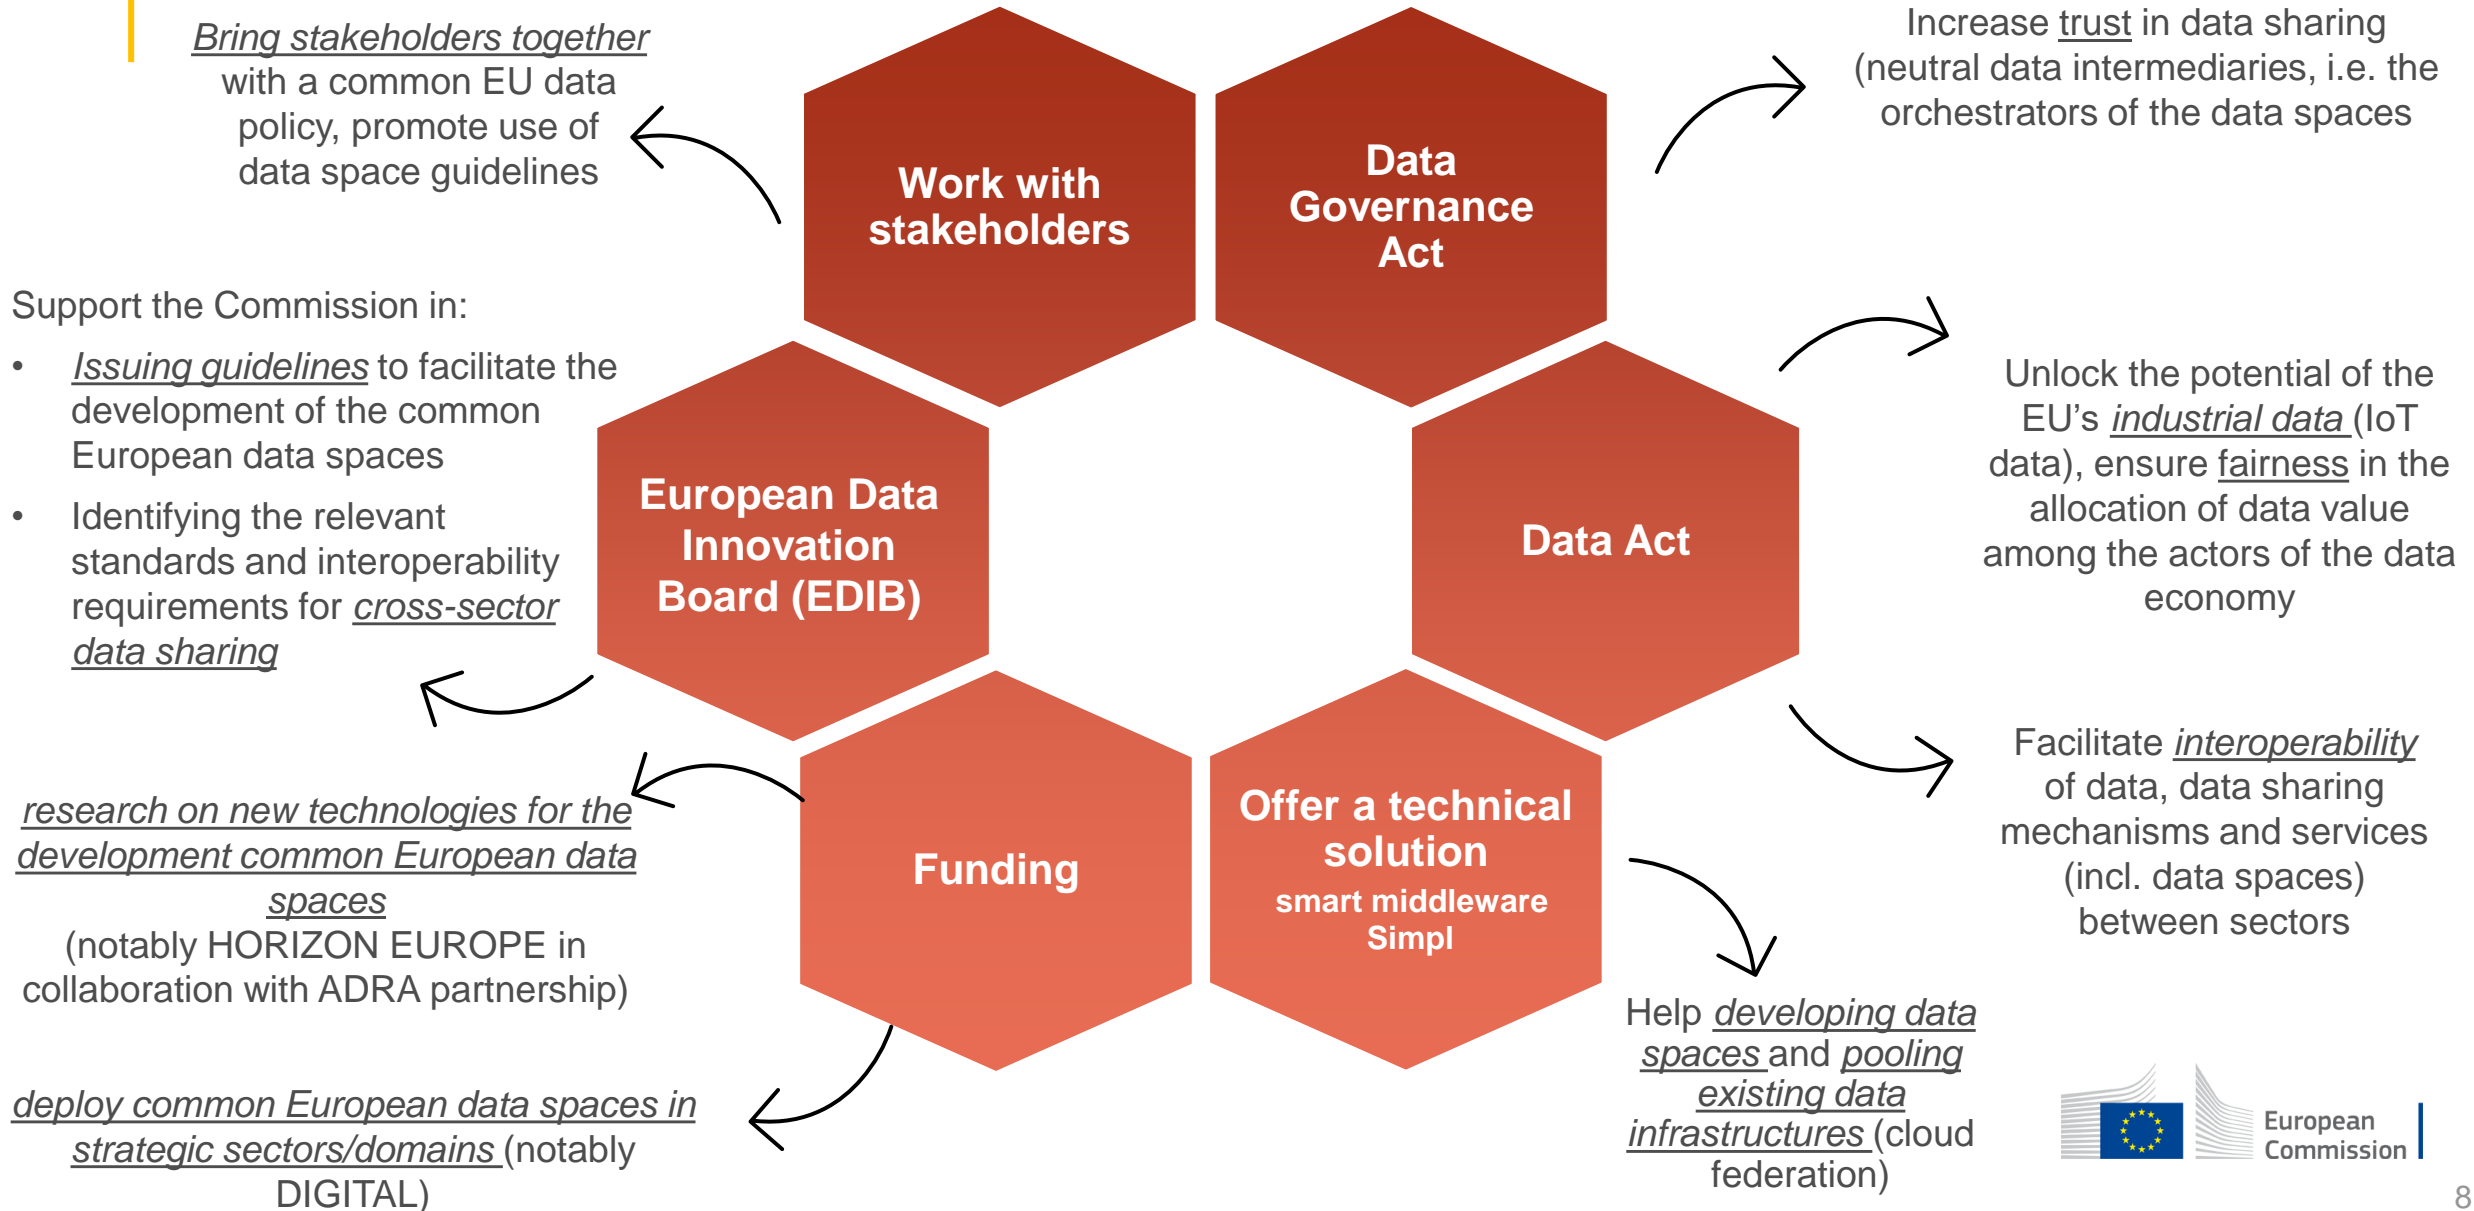 Bring stakeholders together
with a common EU data
policy, promote use of
data space guidelines
Work with
stakeholders
Data
Governance
Act
Increase trust in data sharing
(neutral data intermediaries, i.e. the
orchestrators of the data spaces
Support the Commission in:
• Issuing guidelines to facilitate the
development of the common
European data spaces
• Identifying the relevant
standards and interoperability
requirements for cross-sector
data sharing
European Data
Innovation
Board (EDIB)
Data Act
Unlock the potential of the
EU’s industrial data (IoT
data), ensure fairness in the
allocation of data value
among the actors of the data
economy
Facilitate interoperability
of data, data sharing
mechanisms and services
(incl. data spaces)
between sectors
research on new technologies for the
development common European data
spaces
(notably HORIZON EUROPE in
collaboration with ADRA partnership)
Funding
Offer a technical
solution
smart middleware
Simpl
deploy common European data spaces in
strategic sectors/domains (notably
DIGITAL)
Help developing data
spaces and pooling
existing data
infrastructures (cloud
federation)
European
Commission
8